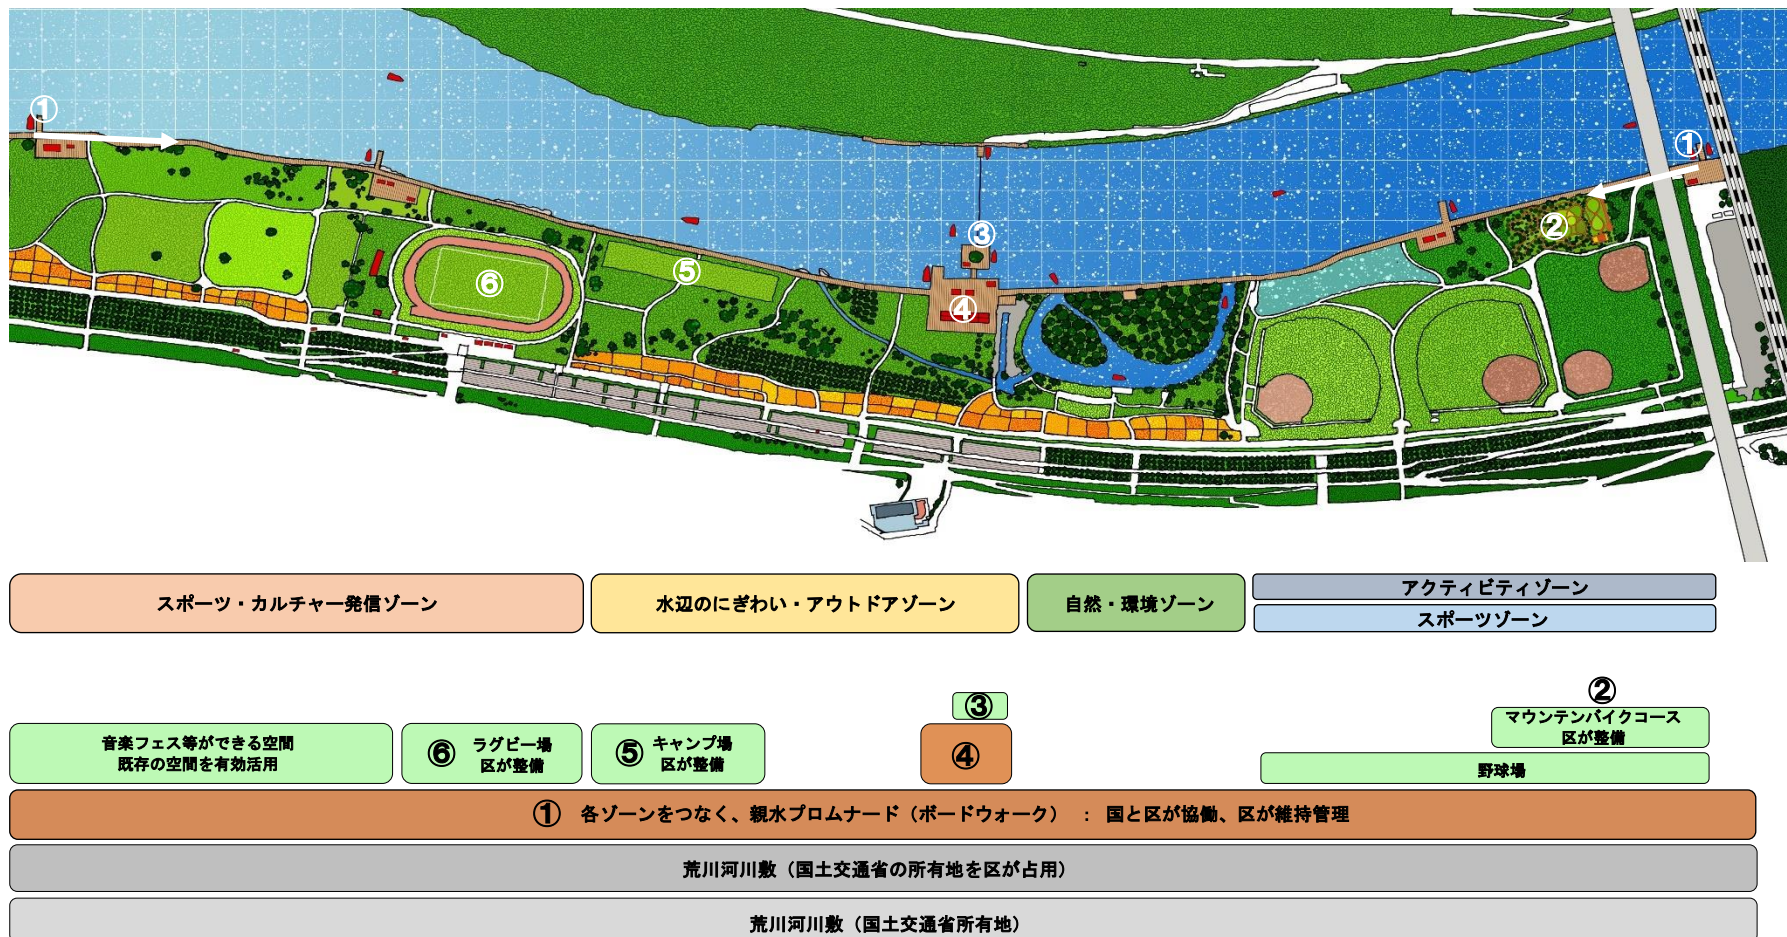 ①
①
②
③
⑤
⑥
④
スポーツ・カルチャー発信ゾーン
水辺のにぎわい・アウトドアゾーン
自然・環境ゾーン
アクティビティゾーン
スポーツゾーン
②
③
マウンテンバイクコース
区が整備
音楽フェス等ができる空間
既存の空間を有効活用
⑥ ラグビー場
区が整備
⑤ キャンプ場
区が整備
④
野球場
① 各ゾーンをつなぐ、親水プロムナード（ボードウォーク） ： 国と区が協働、区が維持管理
荒川河川敷（国土交通省の所有地を区が占用）
荒川河川敷（国土交通省所有地）